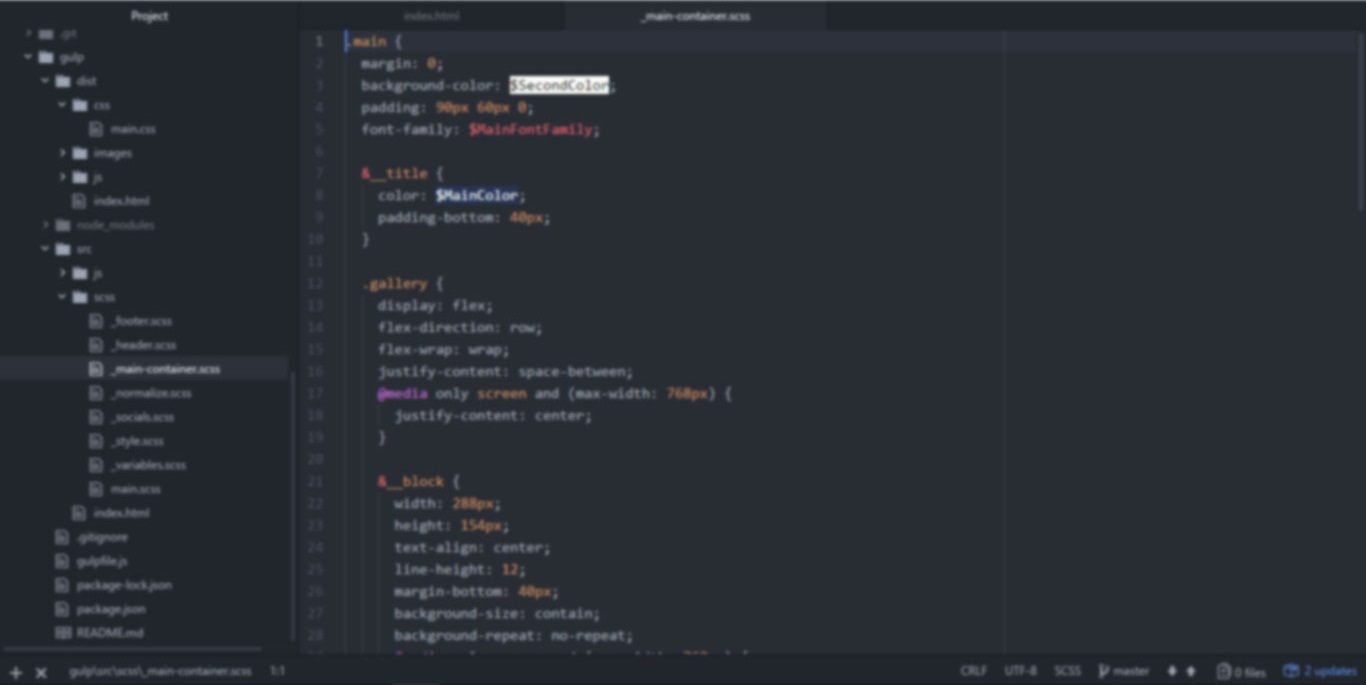 Project
.git
gulp
dist
css
main.css
images
js
index.html
node_modules
src
js
scss
_footer.scss
_header.scss
_main-container.scss
_normalize.scss
_socials.scss
_style.scss
_variables.scss
main.scss
index.html
.gitignore
gulpfile.js
package-lock.json
package.json
README.md
index.html
_main-container.scss
1 .main {
2 margin: 0;
3 background-color: $SecondColor;
4 padding: 90px 60px 0;
5 font-family: $MainFontFamily;
6
7 &__title {
8 color: $MainColor;
9 padding-bottom: 40px;
10 }
11
12 .gallery {
13 display: flex;
14 flex-direction: row;
15 flex-wrap: wrap;
16 justify-content: space-between;
17 @media only screen and (max-width: 768px) {
18 justify-content: center;
19 }
20
21 &__block {
22 width: 288px;
23 height: 154px;
24 text-align: center;
25 line-height: 12;
26 margin-bottom: 40px;
27 background-size: contain;
28 background-repeat: no-repeat;
gulp\src\scss\_main-container.scss 1:1 CRLF UTF-8 SCSS master 0 files 2 updates